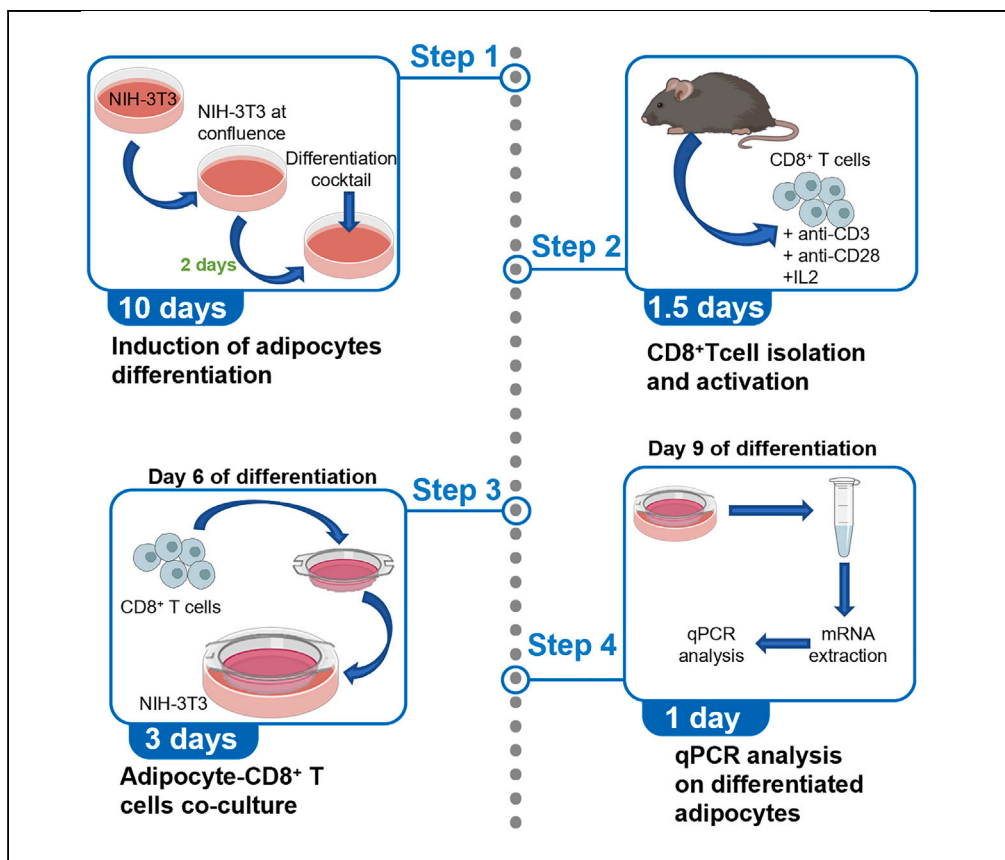 Step 1
NIH-3T3
NIH-3T3 at
confluence
Differentiation
cocktail
2 days
10 days
Induction of adipocytes
differentiation
Step 2
CD8⁺ T cells
+ anti-CD3
+ anti-CD28
+IL2
1.5 days
CD8⁺Tcell isolation
and activation
Step 3
Day 6 of differentiation
CD8⁺ T cells
NIH-3T3
3 days
Adipocyte-CD8⁺ T
cells co-culture
Step 4
Day 9 of differentiation
mRNA
extraction
qPCR
analysis
1 day
qPCR analysis
on differentiated
adipocytes